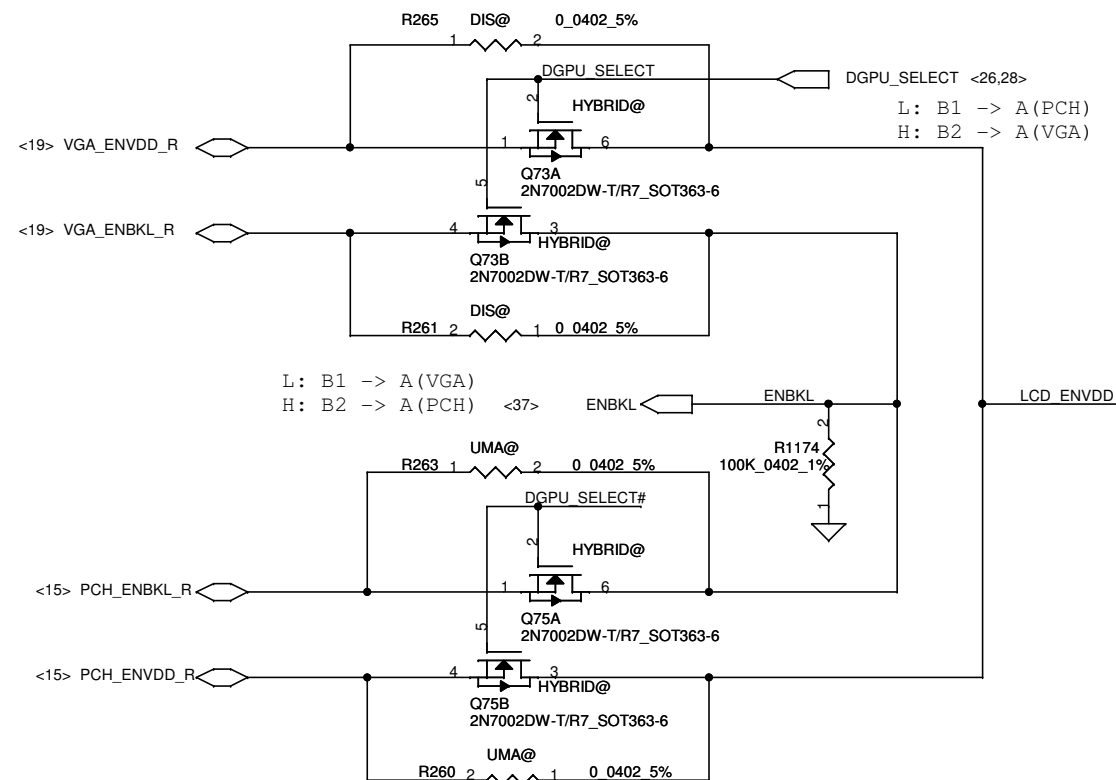 R265 DIS@ 0_0402_5%
1 2
DGPU_SELECT
DGPU_SELECT <26,28>
2
HYBRID@
L: B1 -> A(PCH)
H: B2 -> A(VGA)
<19> VGA_ENVDD_R
1 6
Q73A
2N7002DW-T/R7_SOT363-6
5
<19> VGA_ENBKL_R
4 3
HYBRID@
Q73B
2N7002DW-T/R7_SOT363-6
DIS@
R261 2 1 0_0402_5%
L: B1 -> A(VGA)
H: B2 -> A(PCH) <37> ENBKL
ENBKL
LCD_ENVDD
2
R1174
100K_0402_1%
1
UMA@
R263 1 2 0_0402_5%
DGPU_SELECT#
2
HYBRID@
<15> PCH_ENBKL_R
1 6
Q75A
2N7002DW-T/R7_SOT363-6
5
<15> PCH_ENVDD_R
4 3
HYBRID@
Q75B
2N7002DW-T/R7_SOT363-6
UMA@
R260 2 1 0_0402_5%